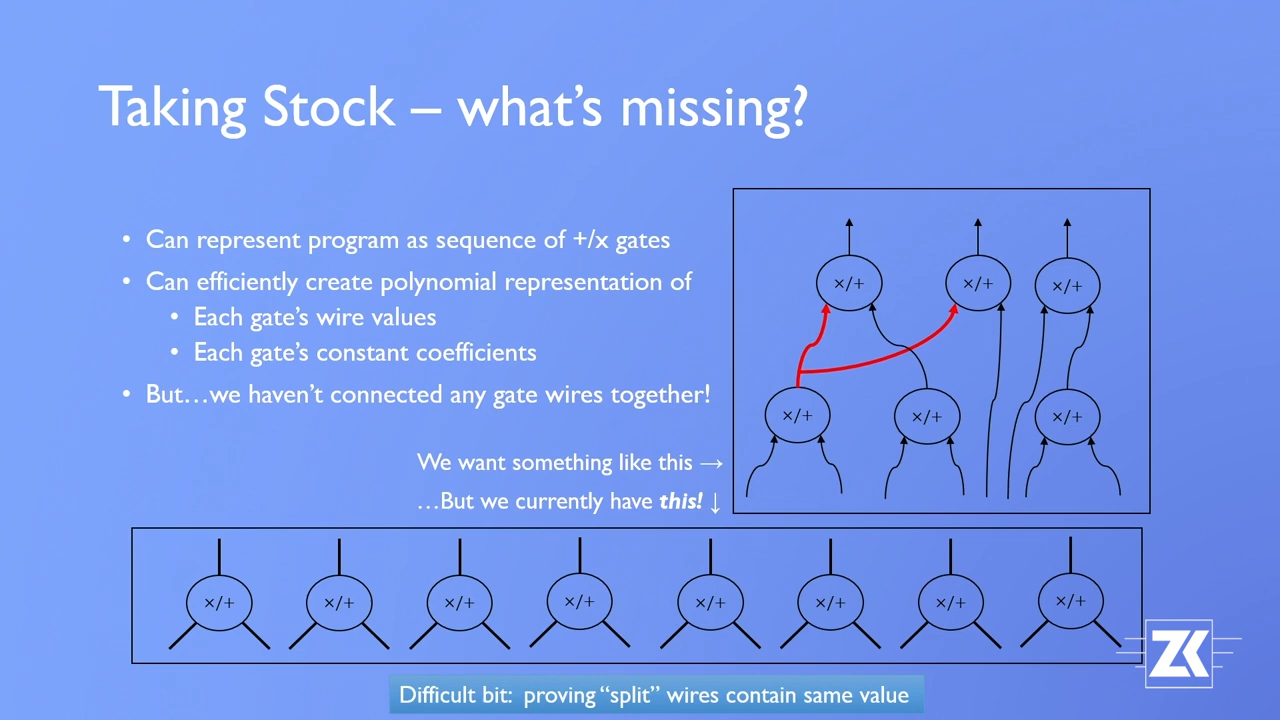 Taking Stock – what's missing?
• Can represent program as sequence of +/x gates
• Can efficiently create polynomial representation of
• Each gate's wire values
• Each gate's constant coefficients
• But…we haven't connected any gate wires together!
We want something like this →
…But we currently have this! ↓
×/+ ×/+ ×/+
×/+ ×/+ ×/+
×/+ ×/+ ×/+ ×/+ ×/+ ×/+ ×/+ ×/+
ZK
Difficult bit: proving “split” wires contain same value